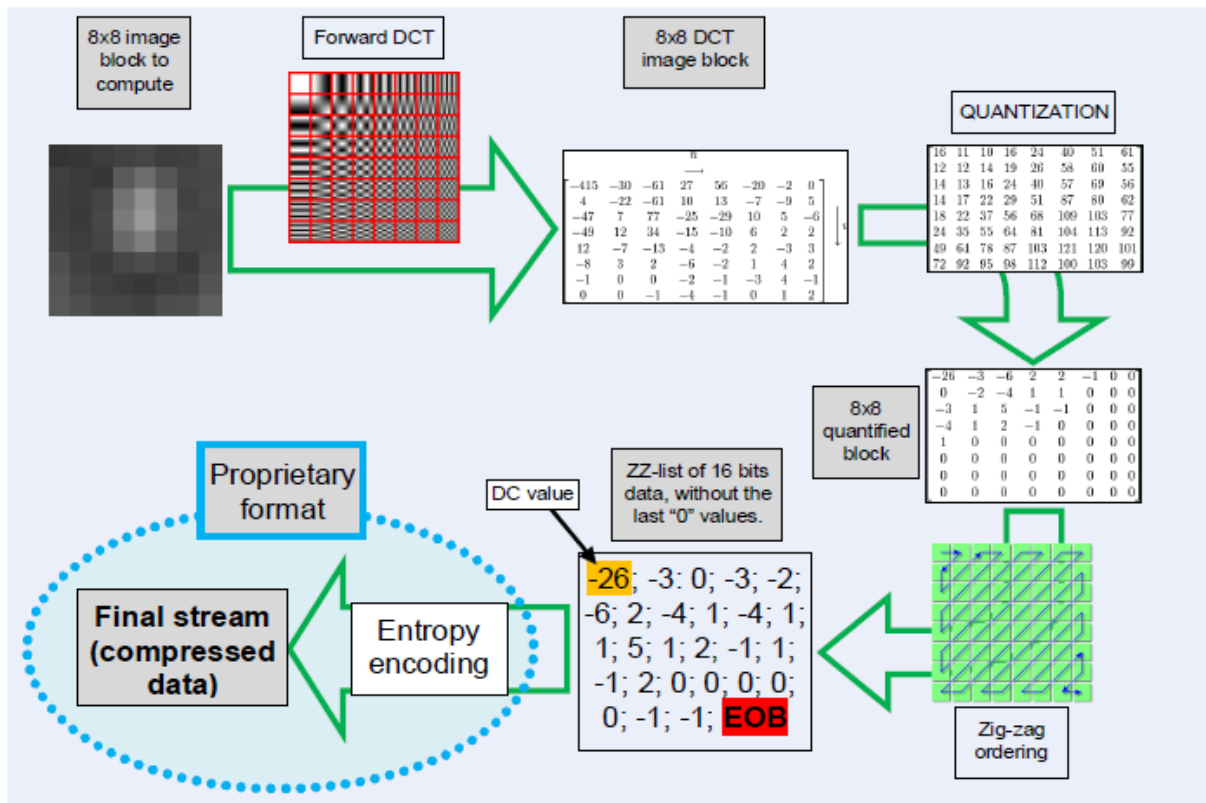 8x8 image
block to
compute
Forward DCT
8x8 DCT
image block
QUANTIZATION
n
−415 −30 −61 27 56 −20 −2 0
4 −22 −61 10 13 −7 −9 5
−47 7 77 −25 −29 10 5 −6
−49 12 34 −15 −10 6 2 2
12 −7 −13 −4 −2 2 −3 3
−8 3 2 −6 −2 1 4 2
−1 0 0 −2 −1 −3 4 −1
0 0 −1 −4 −1 0 1 2
16 11 10 16 24 40 51 61
12 12 14 19 26 58 60 55
14 13 16 24 40 57 69 56
14 17 22 29 51 87 80 62
18 22 37 56 68 109 103 77
24 35 55 64 81 104 113 92
49 64 78 87 103 121 120 101
72 92 95 98 112 100 103 99
8x8
quantified
block
−26 −3 −6 2 2 −1 0 0
0 −2 −4 1 1 0 0 0
−3 1 5 −1 −1 0 0 0
−4 1 2 −1 0 0 0 0
1 0 0 0 0 0 0 0
0 0 0 0 0 0 0 0
0 0 0 0 0 0 0 0
0 0 0 0 0 0 0 0
Zig-zag
ordering
ZZ-list of 16 bits
data, without the
last “0” values.
DC value
-26; -3: 0; -3; -2;
-6; 2; -4; 1; -4; 1;
1; 5; 1; 2; -1; 1;
-1; 2; 0; 0; 0; 0;
0; -1; -1; EOB
Proprietary
format
Entropy
encoding
Final stream
(compressed
data)